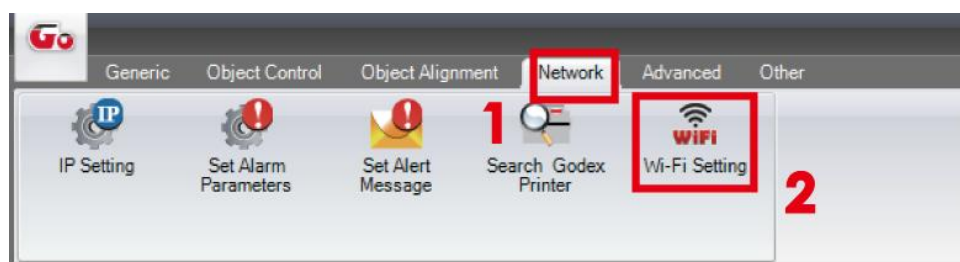 Go
Generic Object Control Object Alignment Network Advanced Other
1
IP
WiFi
IP Setting Set Alarm Parameters Set Alert Message Search Godex Printer Wi-Fi Setting
2